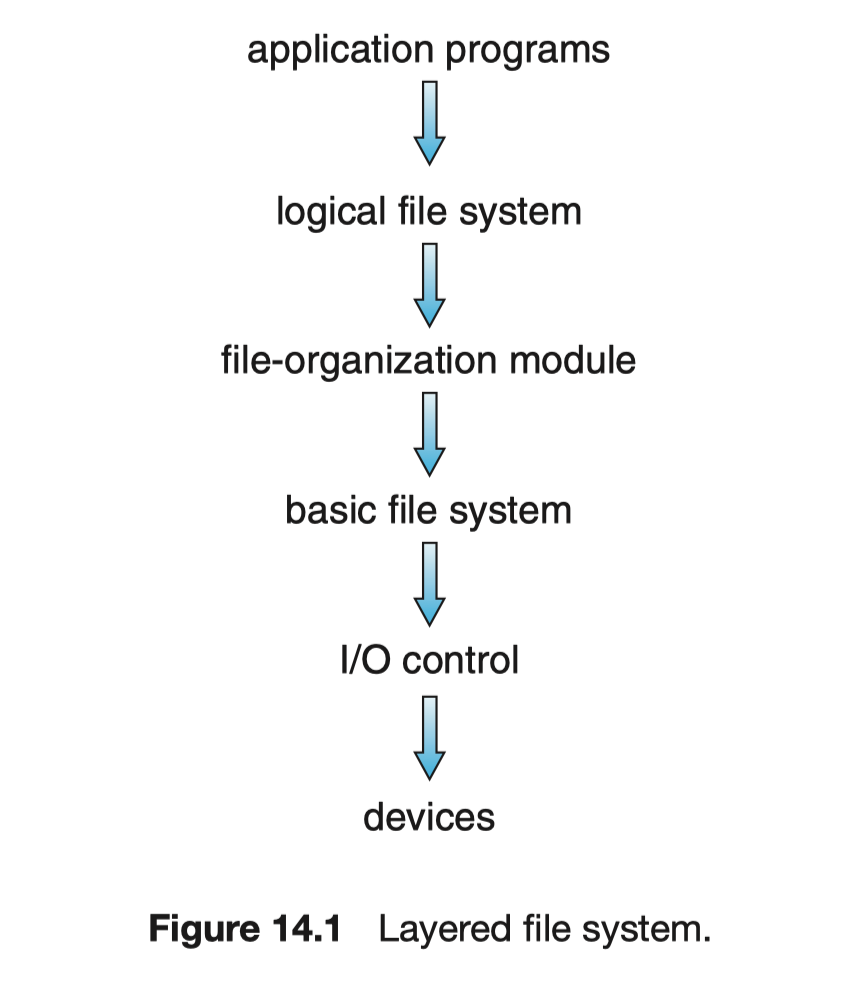 application programs
logical file system
file-organization module
basic file system
I/O control
devices
Figure 14.1 Layered file system.